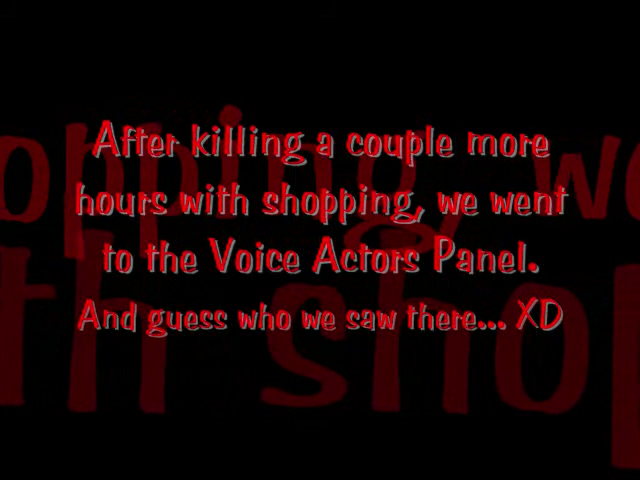 After killing a couple more
hours with shopping, we went
to the Voice Actors Panel.
And guess who we saw there... XD